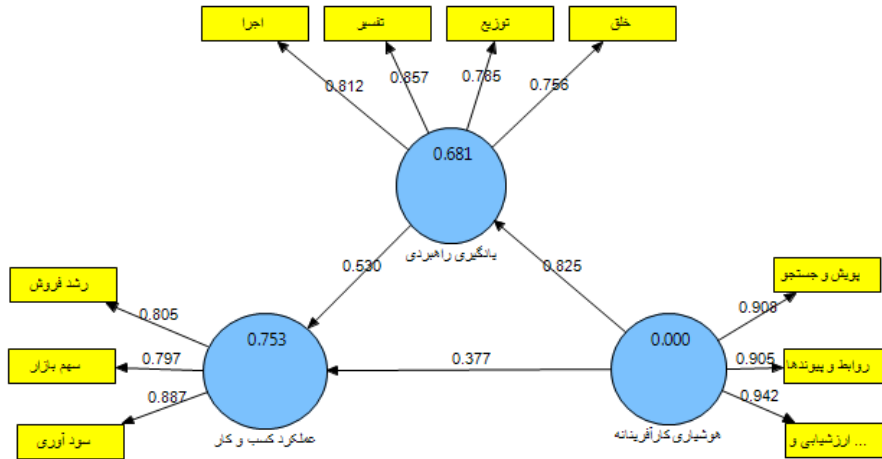 اجرا
تفسیر
توزیع
خلق
0.812
0.857
0.785
0.756
0.681
یادگیری راهبردی
0.530
0.825
رشد فروش
سهم بازار
سود آوری
0.805
0.797
0.887
0.753
عملکرد کسب و کار
0.377
0.000
هوشیاری کارآفرینانه
0.908
0.905
0.942
پویش و جستجو
روابط و پیوندها
ارزشیابی و ...